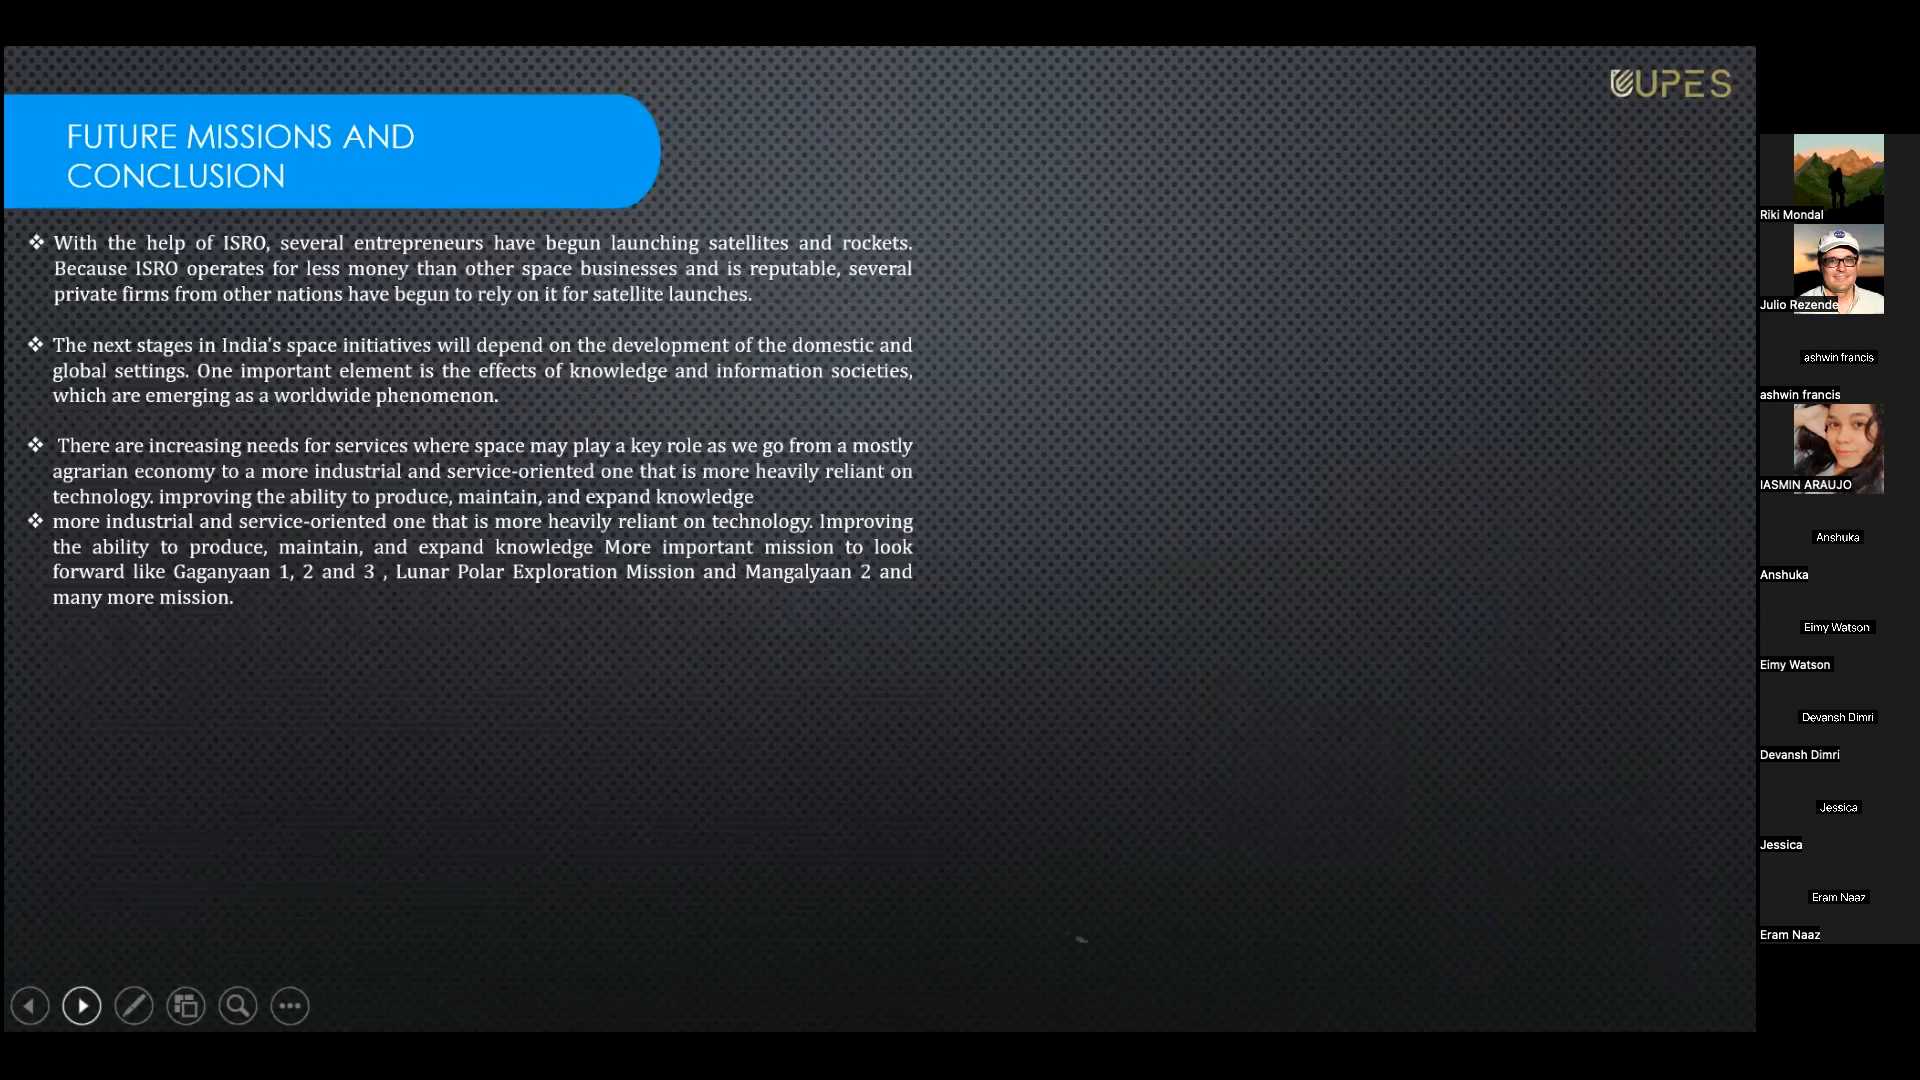 UPES
FUTURE MISSIONS AND
CONCLUSION
❖ With the help of ISRO, several entrepreneurs have begun launching satellites and rockets.
Because ISRO operates for less money than other space businesses and is reputable, several
private firms from other nations have begun to rely on it for satellite launches.
❖ The next stages in India's space initiatives will depend on the development of the domestic and
global settings. One important element is the effects of knowledge and information societies,
which are emerging as a worldwide phenomenon.
❖ There are increasing needs for services where space may play a key role as we go from a mostly
agrarian economy to a more industrial and service-oriented one that is more heavily reliant on
technology. improving the ability to produce, maintain, and expand knowledge
❖ more industrial and service-oriented one that is more heavily reliant on technology. Improving
the ability to produce, maintain, and expand knowledge More important mission to look
forward like Gaganyaan 1, 2 and 3 , Lunar Polar Exploration Mission and Mangalyaan 2 and
many more mission.
Riki Mondal
Julio Rezende
ashwin francis
ashwin francis
IASMIN ARAUJO
Anshuka
Anshuka
Eimy Watson
Eimy Watson
Devansh Dimri
Devansh Dimri
Jessica
Jessica
Eram Naaz
Eram Naaz